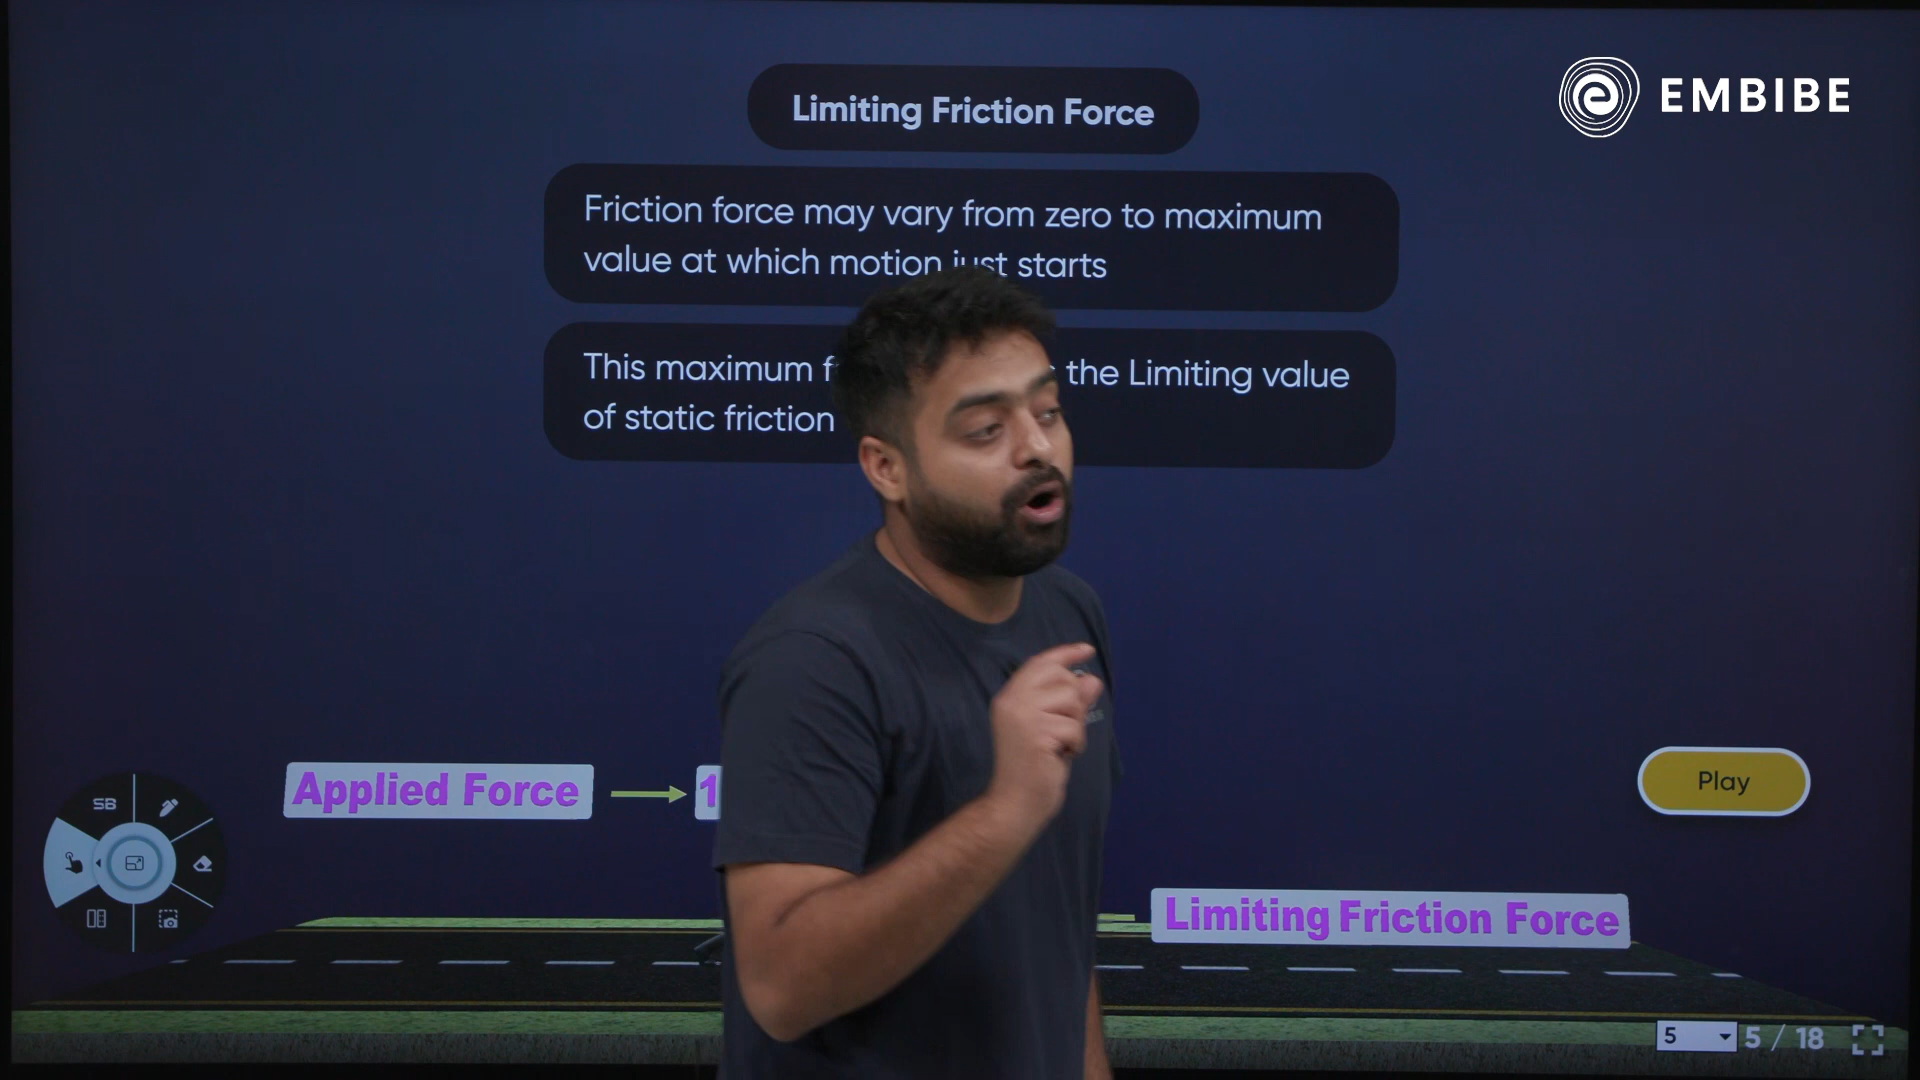 EMBIBE
Limiting Friction Force
Friction force may vary from zero to maximum
value at which motion just starts
This maximum the Limiting value
of static friction
Applied Force
1
Limiting Friction Force
Play
SB
5 5 / 18